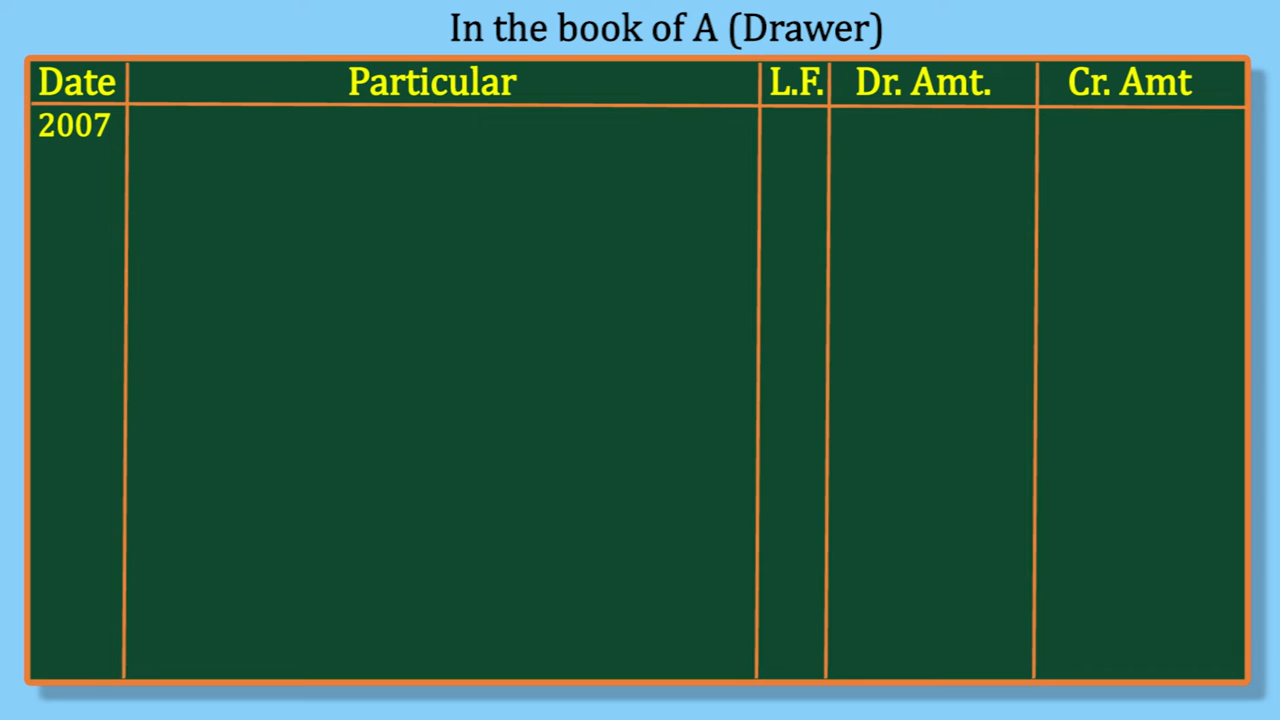 In the book of A (Drawer)
Date Particular L.F. Dr. Amt. Cr. Amt
2007